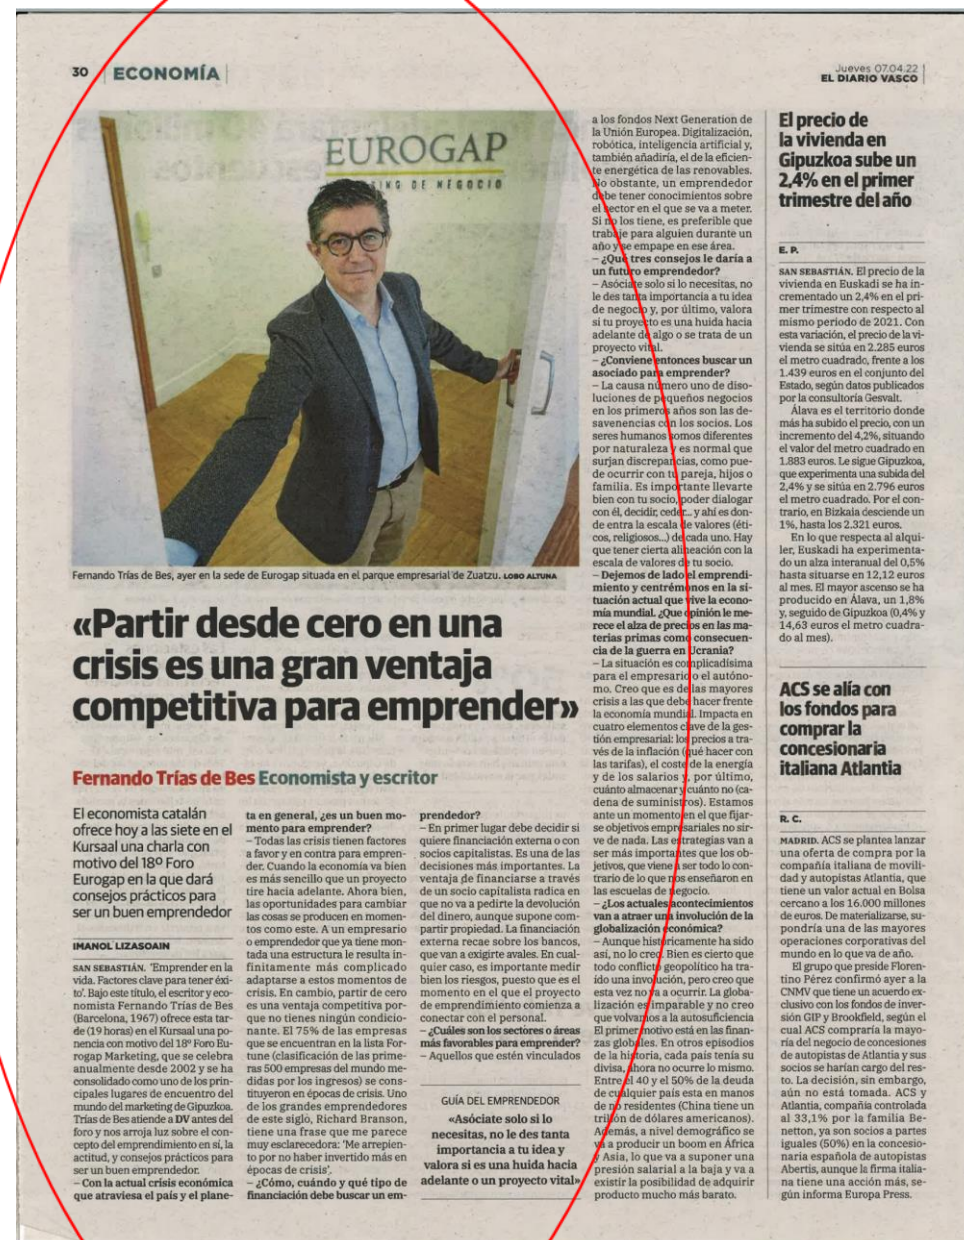 30 ECONOMÍA
Jueves 07.04.22
EL DIARIO VASCO
EUROGAP
DE NEGOCIO
Fernando Trías de Bes, ayer en la sede de Eurogap situada en el parque empresarial de Zuatzu. LOBO ALTUNA
«Partir desde cero en una
crisis es una gran ventaja
competitiva para emprender»
Fernando Trías de Bes Economista y escritor
El economista catalán
ofrece hoy a las siete en el
Kursaal una charla con
motivo del 18º Foro
Eurogap en la que dará
consejos prácticos para
ser un buen emprendedor
IMANOL LIZASOAIN
SAN SEBASTIÁN. 'Emprender en la
vida. Factores clave para tener éxi-
to'. Bajo este título, el escritor y eco-
nomista Fernando Trías de Bes
(Barcelona, 1967) ofrece esta tar-
de (19 horas) en el Kursaal una po-
nencia con motivo del 18º Foro Eu-
rogap Marketing, que se celebra
anualmente desde 2002 y se ha
consolidado como uno de los prin-
cipales lugares de encuentro del
mundo del marketing de Gipuzkoa.
Trías de Bes atiende a DV antes del
foro y nos arroja luz sobre el con-
cepto del emprendimiento en sí, la
actitud, y consejos prácticos para
ser un buen emprendedor.
– Con la actual crisis económica
que atraviesa el país y el plane-
ta en general, ¿es un buen mo-
mento para emprender?
– Todas las crisis tienen factores
a favor y en contra para empren-
der. Cuando la economía va bien
es más sencillo que un proyecto
tire hacia adelante. Ahora bien,
las oportunidades para cambiar
las cosas se producen en momen-
tos como este. A un empresario
o emprendedor que ya tiene mon-
tada una estructura le resulta in-
finitamente más complicado
adaptarse a estos momentos de
crisis. En cambio, partir de cero
es una ventaja competitiva por-
que no tienes ningún condicio-
nante. El 75% de las empresas
que se encuentran en la lista For-
tune (clasificación de las prime-
ras 500 empresas del mundo me-
didas por los ingresos) se cons-
tituyeron en épocas de crisis. Uno
de los grandes emprendedores
de este siglo, Richard Branson,
tiene una frase que me parece
muy esclarecedora: 'Me arrepien-
to por no haber invertido más en
épocas de crisis'.
– ¿Cómo, cuándo y qué tipo de
financiación debe buscar un em-
prendedor?
– En primer lugar debe decidir si
quiere financiación externa o con
socios capitalistas. Es una de las
decisiones más importantes. La
ventaja de financiarse a través
de un socio capitalista radica en
que no va a pedirte la devolución
del dinero, aunque supone com-
partir propiedad. La financiación
externa recae sobre los bancos,
que van a exigirte avales. En cual-
quier caso, es importante medir
bien los riesgos, puesto que es el
momento en el que el proyecto
de emprendimiento comienza a
conectar con el personal.
– ¿Cuáles son los sectores o áreas
más favorables para emprender?
– Aquellos que estén vinculados
GUÍA DEL EMPRENDEDOR
«Asóciate solo si lo
necesitas, no le des tanta
importancia a tu idea y
valora si es una huida hacia
adelante o un proyecto vital»
a los fondos Next Generation de
la Unión Europea. Digitalización,
robótica, inteligencia artificial y,
también añadiría, el de la eficien-
te energética de las renovables.
No obstante, un emprendedor
debe tener conocimientos sobre
el sector en el que se va a meter.
Si no los tiene, es preferible que
trabaje para alguien durante un
año y se empape en ese área.
– ¿Qué tres consejos le daría a
un futuro emprendedor?
– Asóciate solo si lo necesitas, no
le des tanta importancia a tu idea
de negocio y, por último, valora
si tu proyecto es una huida hacia
adelante de algo o se trata de un
proyecto vital.
– ¿Conviene entonces buscar un
asociado para emprender?
– La causa número uno de diso-
luciones de pequeños negocios
en los primeros años son las de-
savenencias con los socios. Los
seres humanos somos diferentes
por naturaleza y es normal que
surjan discrepancias, como pue-
de ocurrir con tu pareja, hijos o
familia. Es importante llevarte
bien con tu socio, poder dialogar
con él, decidir, ceder... y ahí es don-
de entra la escala de valores (éti-
cos, religiosos...) de cada uno. Hay
que tener cierta alineación con la
escala de valores de tu socio.
– Dejemos de lado el emprendi-
miento y centrémonos en la si-
tuación actual que vive la econo-
mía mundial. ¿Que opinión le me-
rece el alza de precios en las ma-
terias primas como consecuen-
cia de la guerra en Ucrania?
– La situación es complicadísima
para el empresario o el autóno-
mo. Creo que es de las mayores
crisis a las que debe hacer frente
la economía mundial. Impacta en
cuatro elementos clave de la ges-
tión empresarial: los precios a tra-
vés de la inflación (qué hacer con
las tarifas), el coste de la energía
y de los salarios y, por último,
cuánto almacenar y cuánto no (ca-
dena de suministros). Estamos
ante un momento en el que fijar-
se objetivos empresariales no sir-
ve de nada. Las estrategias van a
ser más importantes que los ob-
jetivos, que viene a ser todo lo con-
trario de lo que nos enseñaron en
las escuelas de negocio.
– ¿Los actuales acontecimientos
van a atraer una involución de la
globalización económica?
– Aunque históricamente ha sido
así, no lo creo. Bien es cierto que
todo conflicto geopolítico ha tra-
ido una involución, pero creo que
esta vez no va a ocurrir. La globa-
lización es imparable y no creo
que volvamos a la autosuficiencia
El primer motivo está en las finan-
zas globales. En otros episodios
de la historia, cada país tenía su
divisa, ahora no ocurre lo mismo.
Entre el 40 y el 50% de la deuda
de cualquier país esta en manos
de no residentes (China tiene un
trillón de dólares americanos).
Además, a nivel demográfico se
va a producir un boom en África
y Asia, lo que va a suponer una
presión salarial a la baja y va a
existir la posibilidad de adquirir
producto mucho más barato.
El precio de
la vivienda en
Gipuzkoa sube un
2,4% en el primer
trimestre del año
E. P.
SAN SEBASTIÁN. El precio de la
vivienda en Euskadi se ha in-
crementado un 2,4% en el pri-
mer trimestre con respecto al
mismo periodo de 2021. Con
esta variación, el precio de la vi-
vienda se sitúa en 2.285 euros
el metro cuadrado, frente a los
1.439 euros en el conjunto del
Estado, según datos publicados
por la consultoría Gesvalt.
Álava es el territorio donde
más ha subido el precio, con un
incremento del 4,2%, situando
el valor del metro cuadrado en
1.883 euros. Le sigue Gipuzkoa,
que experimenta una subida del
2,4% y se sitúa en 2.796 euros
el metro cuadrado. Por el con-
trario, en Bizkaia desciende un
1%, hasta los 2.321 euros.
En lo que respecta al alqui-
ler, Euskadi ha experimenta-
do un alza interanual del 0,5%
hasta situarse en 12,12 euros
al mes. El mayor ascenso se ha
producido en Álava, un 1,8%
y, seguido de Gipuzkoa (0,4% y
14,63 euros el metro cuadra-
do al mes).
ACS se alía con
los fondos para
comprar la
concesionaria
italiana Atlantia
R. C.
MADRID. ACS se plantea lanzar
una oferta de compra por la
compañía italiana de movili-
dad y autopistas Atlantia, que
tiene un valor actual en Bolsa
cercano a los 16.000 millones
de euros. De materializarse, su-
pondría una de las mayores
operaciones corporativas del
mundo en lo que va de año.
El grupo que preside Floren-
tino Pérez confirmó ayer a la
CNMV que tiene un acuerdo ex-
clusivo con los fondos de inver-
sión GIP y Brookfield, según el
cual ACS compraría la mayo-
ría del negocio de concesiones
de autopistas de Atlantia y sus
socios se harían cargo del res-
to. La decisión, sin embargo,
aún no está tomada. ACS y
Atlantia, compañía controlada
al 33,1% por la familia Be-
netton, ya son socios a partes
iguales (50%) en la concesio-
naria española de autopistas
Abertis, aunque la firma italia-
na tiene una acción más, se-
gún informa Europa Press.